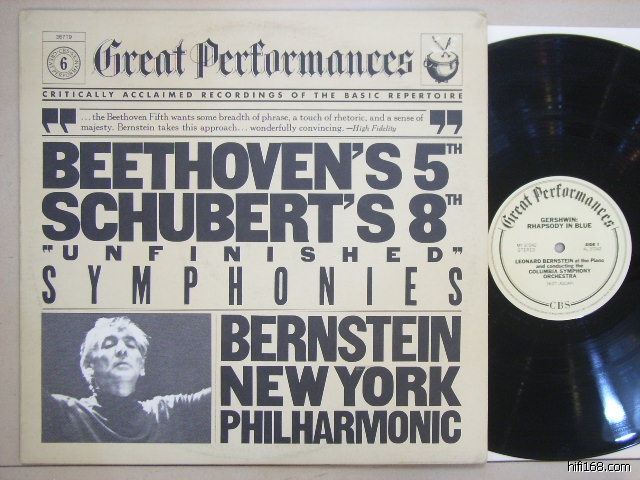 36779
6
Great Performances
CRITICALLY ACCLAIMED RECORDINGS OF THE BASIC REPERTOIRE
"...the Beethoven Fifth wants some breadth of phrase, a touch of rhetoric, and a sense of
majesty. Bernstein takes this approach... wonderfully convincing. —High Fidelity"
BEETHOVEN'S 5TH
SCHUBERT'S 8TH
"UNFINISHED"
SYMPHONIES
BERNSTEIN
NEW YORK
PHILHARMONIC
Great Performances
GERSHWIN:
RHAPSODY IN BLUE
STEREO
SIDE 1
LEONARD BERNSTEIN at the Piano
and conducting the
COLUMBIA SYMPHONY
ORCHESTRA
CBS
hifi168.com